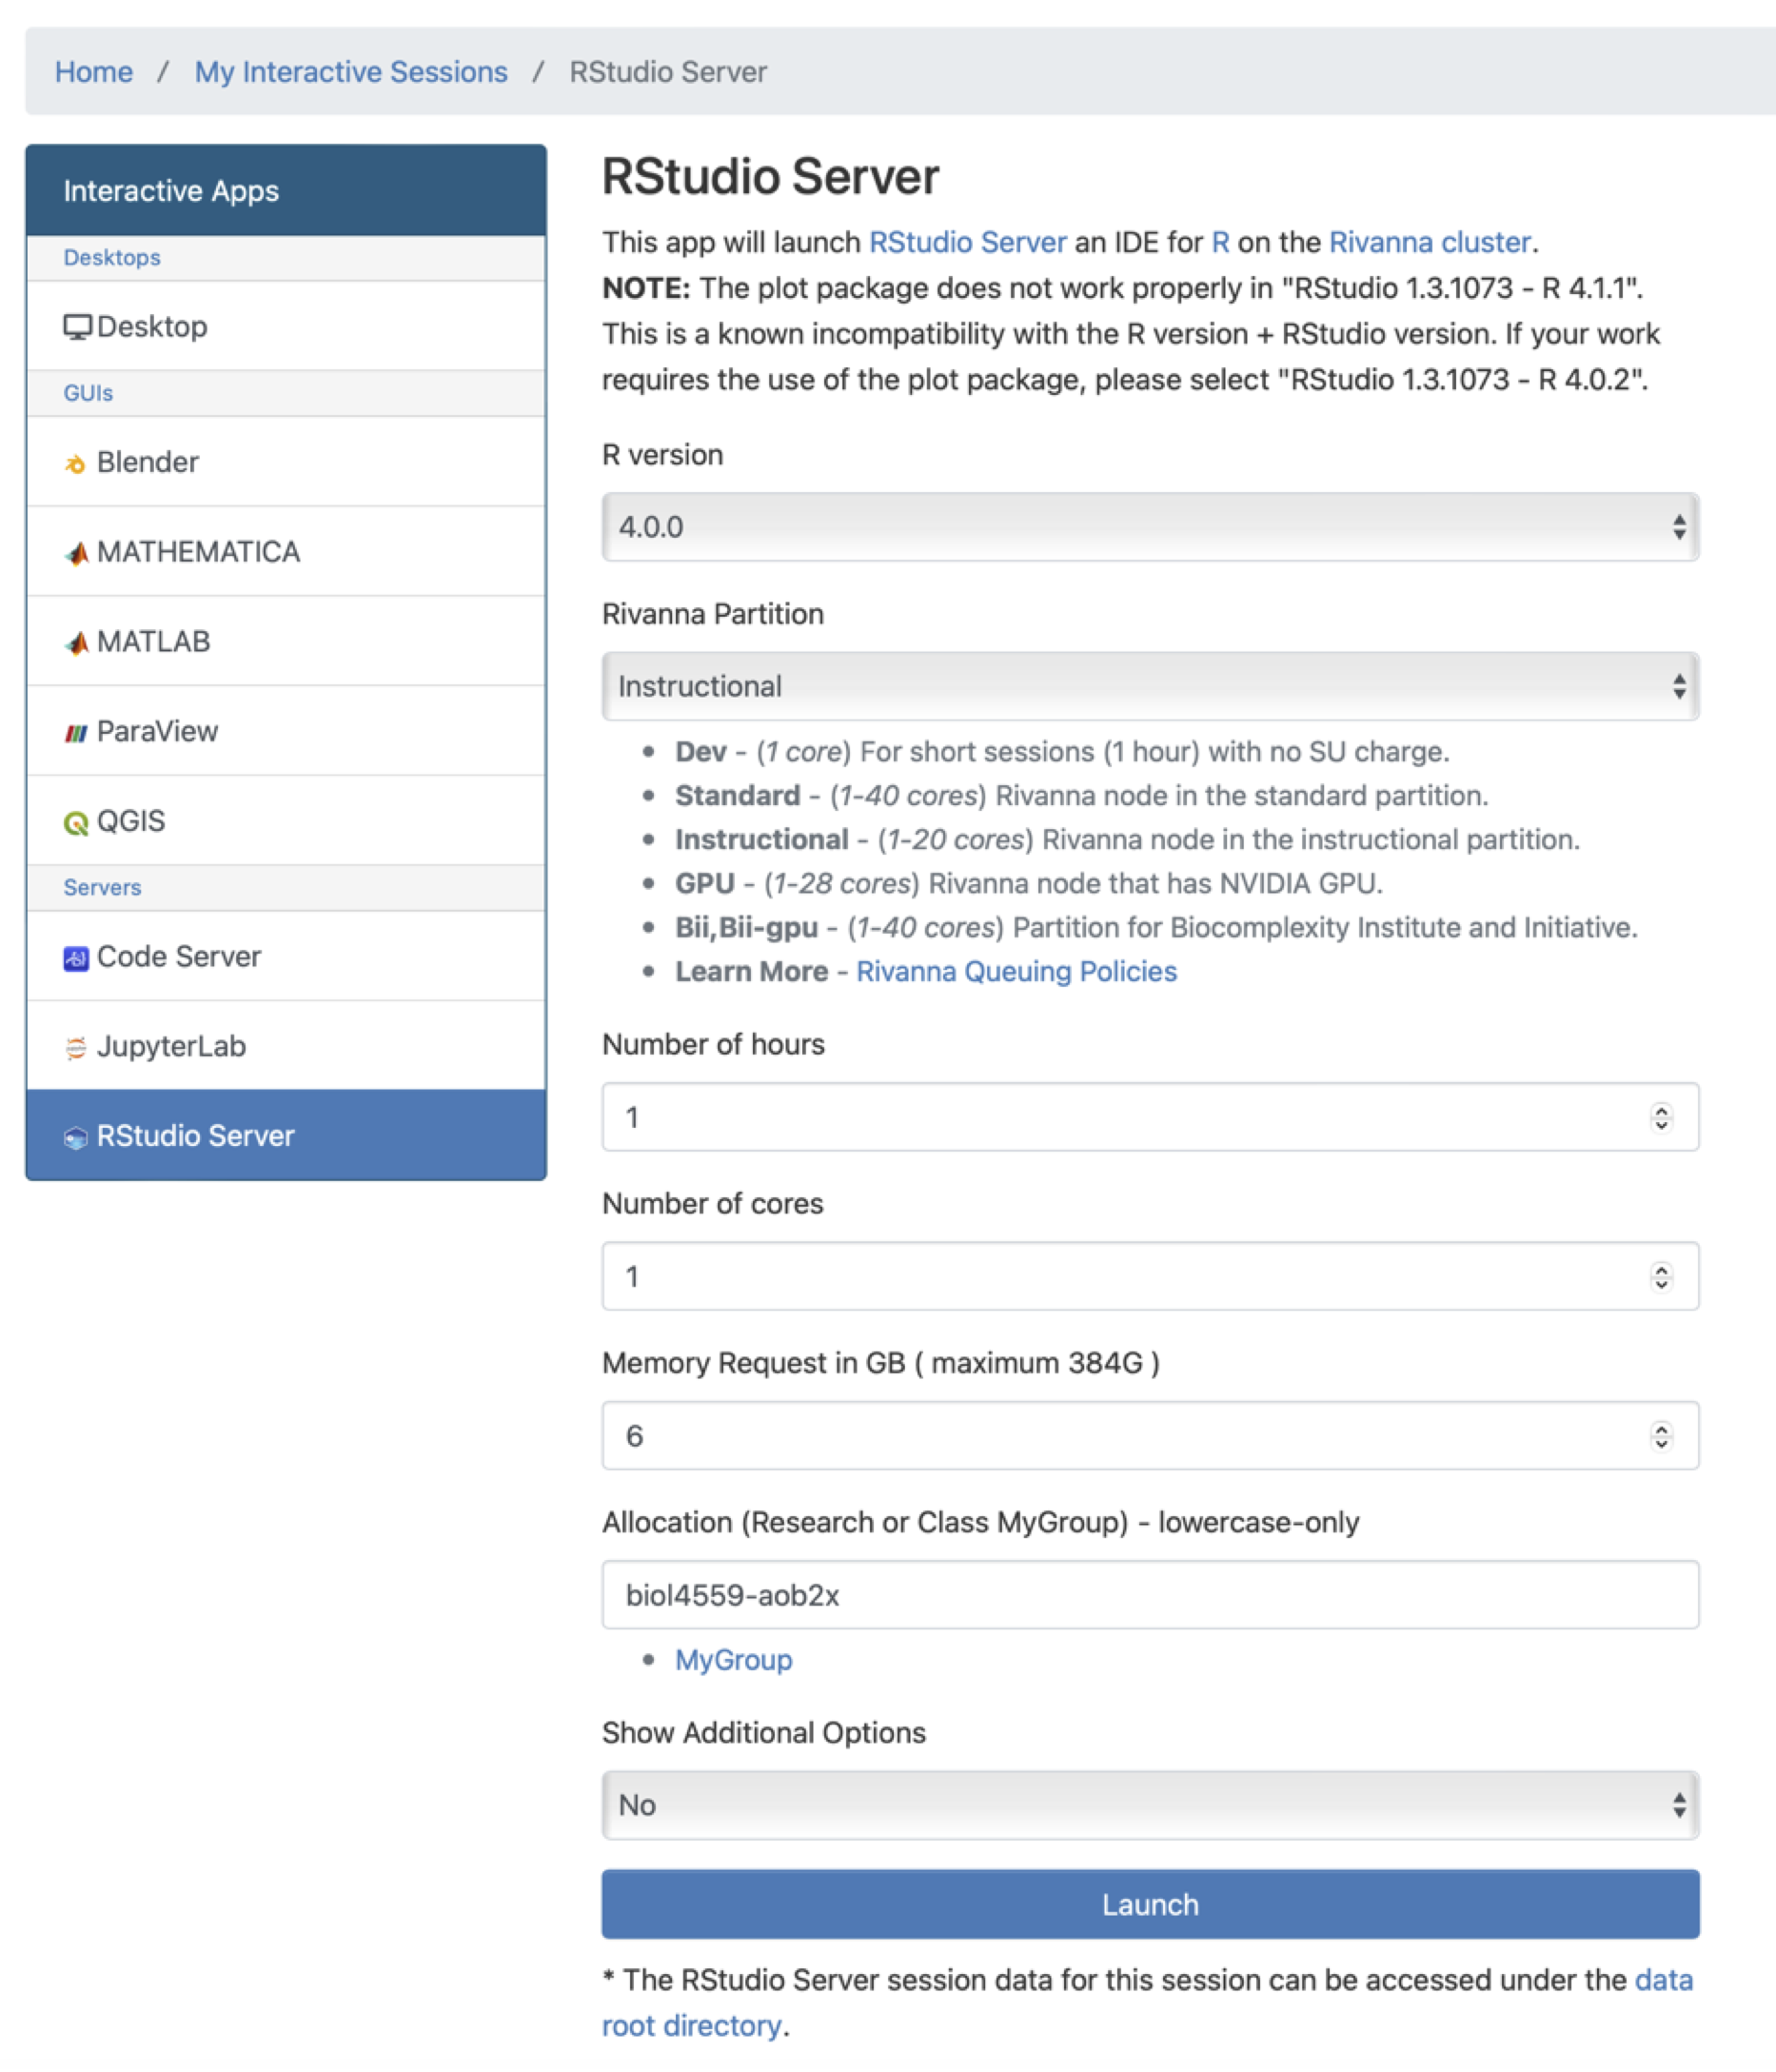 Home / My Interactive Sessions / RStudio Server
Interactive Apps
Desktops
Desktop
GUIs
Blender
MATHEMATICA
MATLAB
ParaView
QGIS
Servers
Code Server
JupyterLab
RStudio Server
RStudio Server
This app will launch RStudio Server an IDE for R on the Rivanna cluster.
NOTE: The plot package does not work properly in "RStudio 1.3.1073 - R 4.1.1".
This is a known incompatibility with the R version + RStudio version. If your work
requires the use of the plot package, please select "RStudio 1.3.1073 - R 4.0.2".
R version
4.0.0
Rivanna Partition
Instructional
• Dev - (1 core) For short sessions (1 hour) with no SU charge.
• Standard - (1-40 cores) Rivanna node in the standard partition.
• Instructional - (1-20 cores) Rivanna node in the instructional partition.
• GPU - (1-28 cores) Rivanna node that has NVIDIA GPU.
• Bii,Bii-gpu - (1-40 cores) Partition for Biocomplexity Institute and Initiative.
• Learn More - Rivanna Queuing Policies
Number of hours
1
Number of cores
1
Memory Request in GB ( maximum 384G )
6
Allocation (Research or Class MyGroup) - lowercase-only
biol4559-aob2x
• MyGroup
Show Additional Options
No
Launch
* The RStudio Server session data for this session can be accessed under the data
root directory.